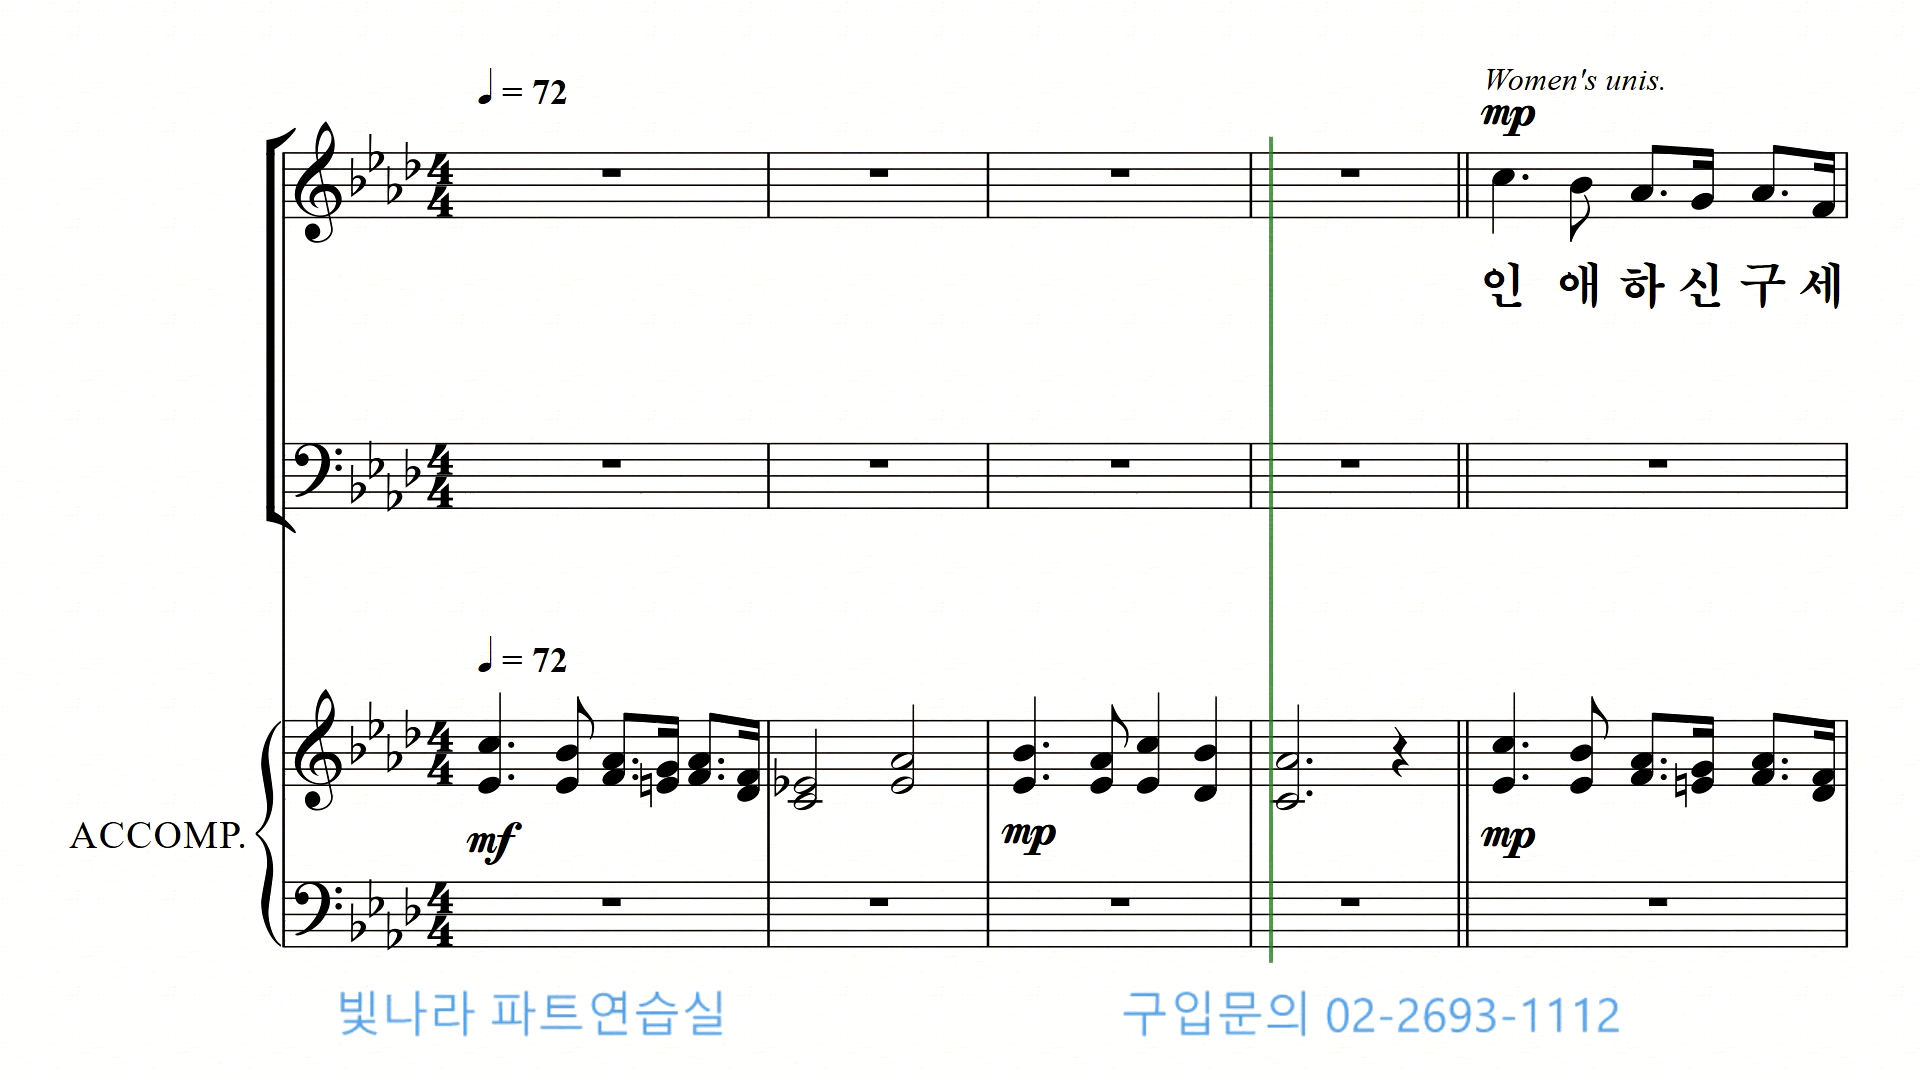 ♩ = 72
Women's unis.
mp
인 애 하 신 구 세
♩ = 72
ACCOMP.
mf mp mp
빛나라 파트연습실 구입문의 02-2693-1112